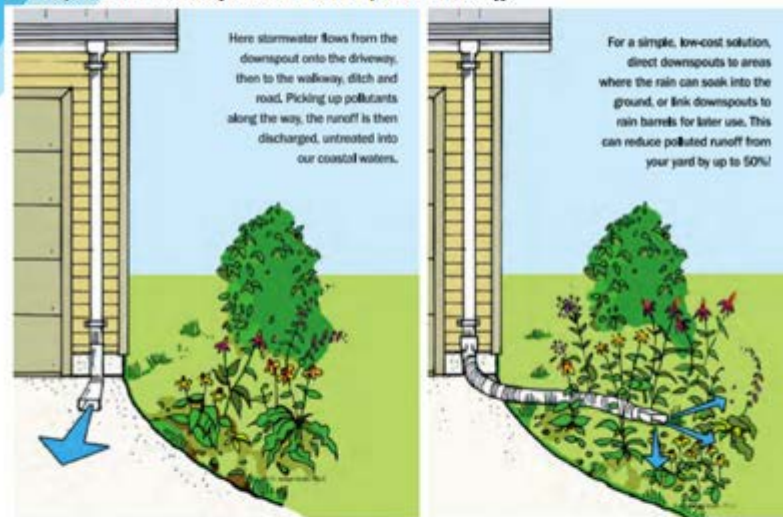 Here stormwater flows from the
downspout onto the driveway,
then to the walkway, ditch and
road. Picking up pollutants
along the way, the runoff is then
discharged, untreated into
our coastal waters.
For a simple, low-cost solution,
direct downspouts to areas
where the rain can soak into the
ground, or link downspouts to
rain barrels for later use. This
can reduce polluted runoff from
your yard by up to 50%!